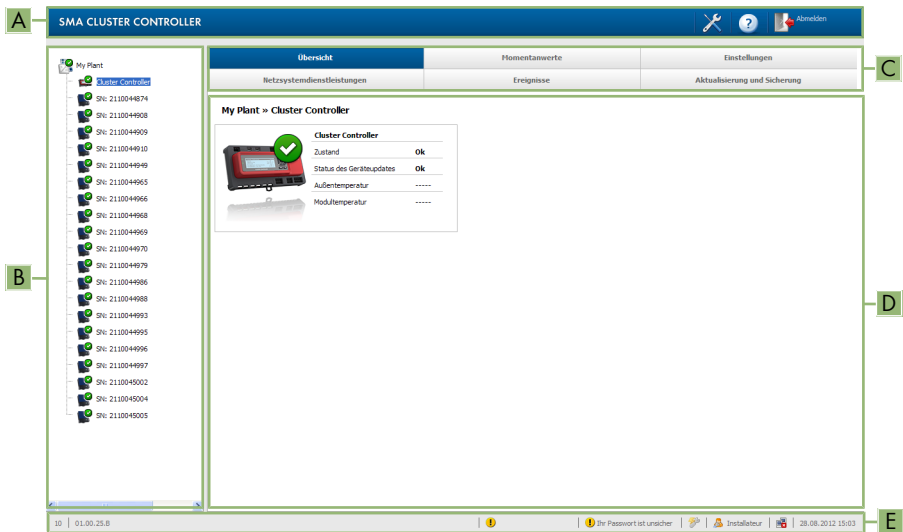 A
SMA CLUSTER CONTROLLER
?
Abmelden
B
My Plant
Cluster Controller
SN: 2110044874
SN: 2110044908
SN: 2110044909
SN: 2110044910
SN: 2110044949
SN: 2110044965
SN: 2110044966
SN: 2110044968
SN: 2110044969
SN: 2110044970
SN: 2110044979
SN: 2110044986
SN: 2110044988
SN: 2110044993
SN: 2110044995
SN: 2110044996
SN: 2110044997
SN: 2110045002
SN: 2110045004
SN: 2110045005
C
Übersicht
Momentanwerte
Einstellungen
Netzsystemdienstleistungen
Ereignisse
Aktualisierung und Sicherung
D
My Plant » Cluster Controller
Cluster Controller
Zustand Ok
Status des Geräteupdates Ok
Außentemperatur -----
Modultemperatur -----
E
10 | 01.00.25.B
Ihr Passwort ist unsicher
Installateur
28.08.2012 15:03